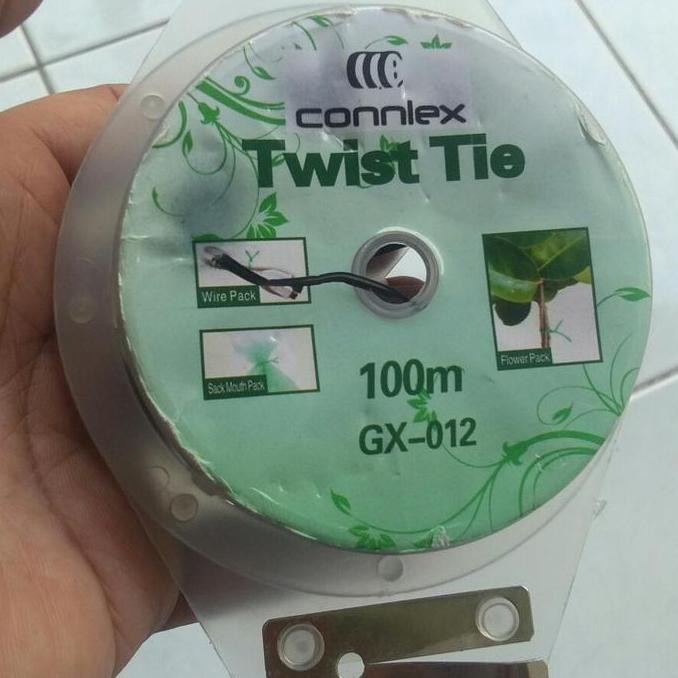 connlex
Twist Tie
Wire Pack
Sack Mouth Pack
Flower Pack
100m
GX-012